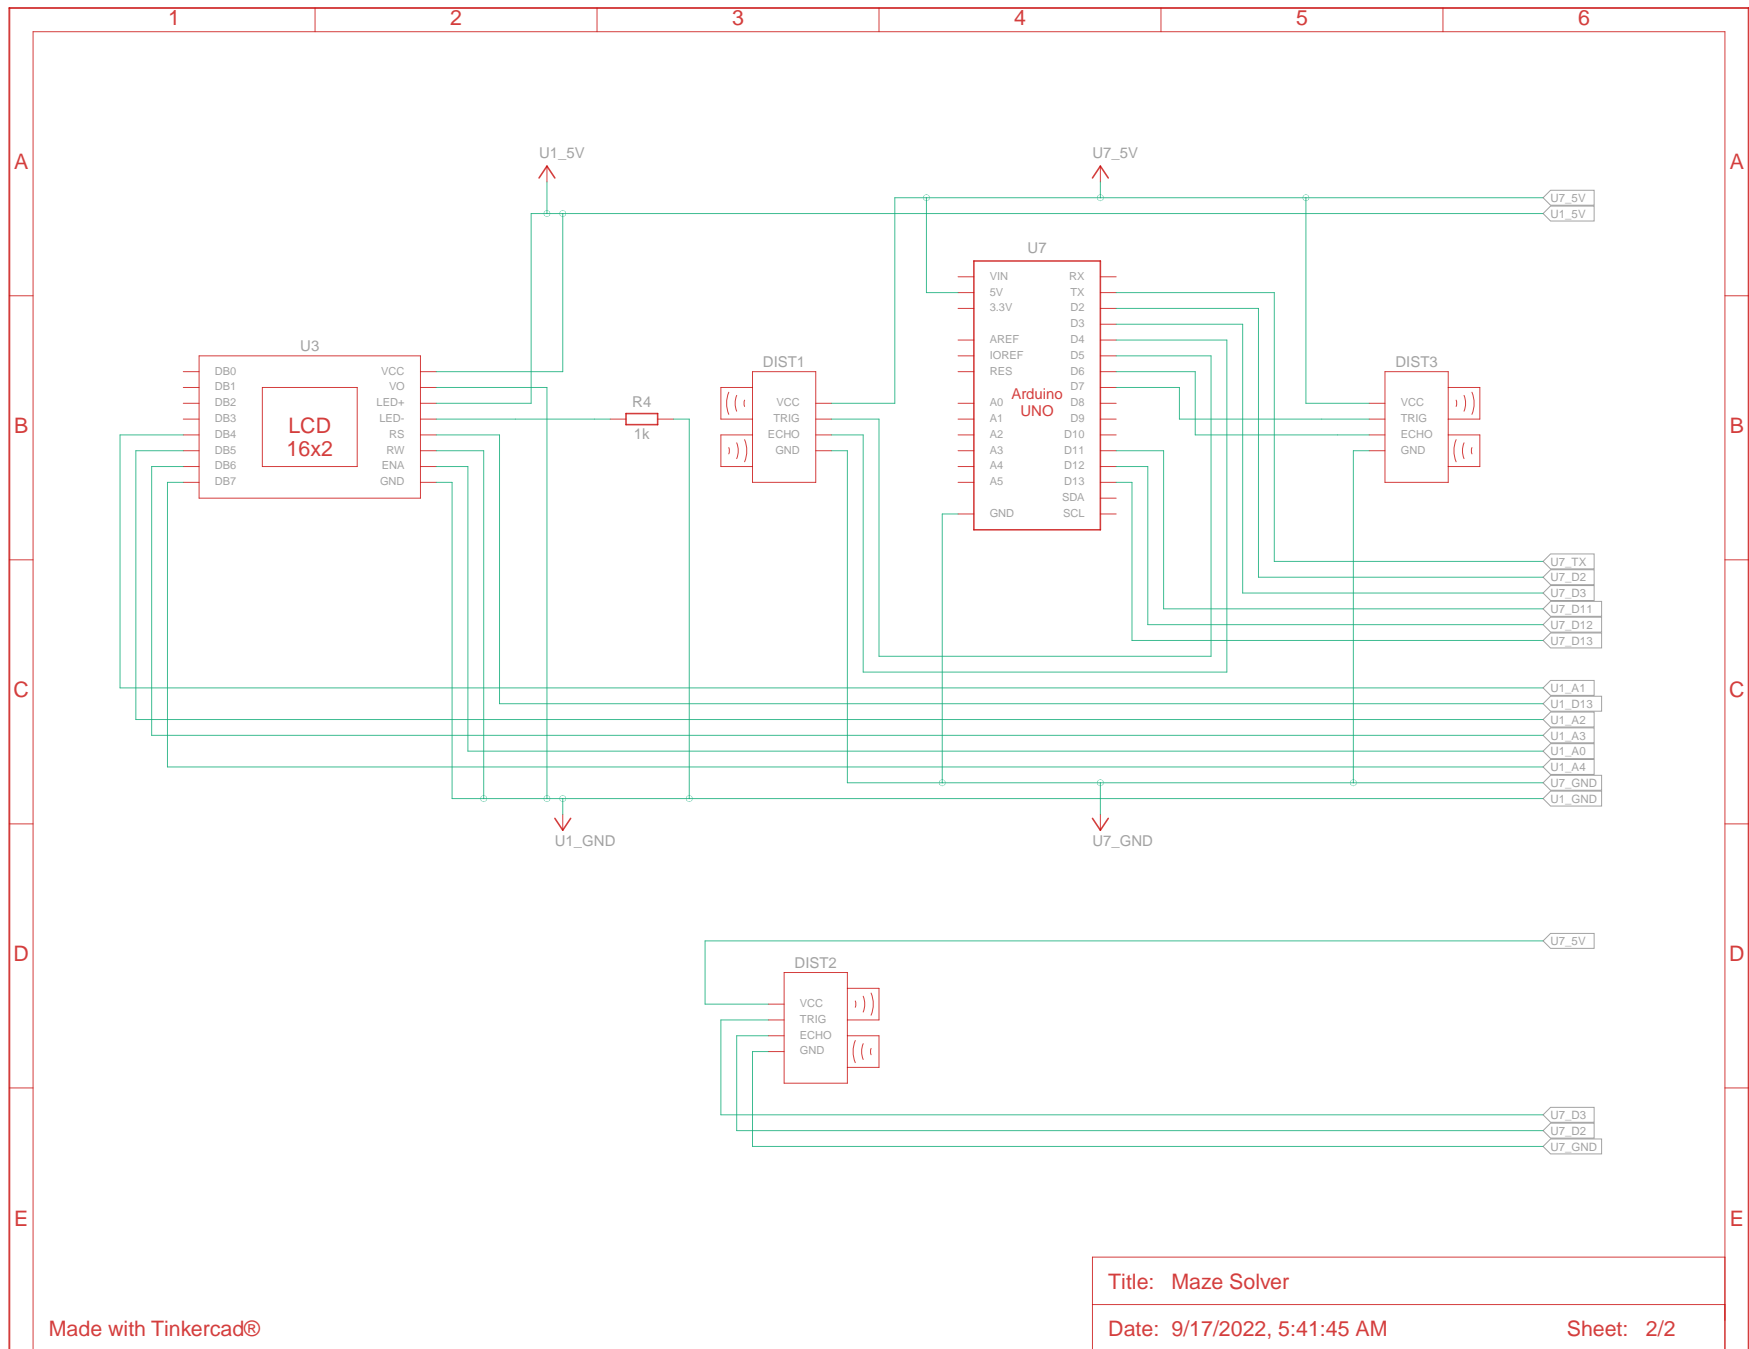 1 2 3 4 5 6
A A
U1_5V U7_5V
U7_5V
U1_5V
U7
VIN RX
5V TX
3.3V D2
D3
AREF D4
IOREF D5
RES D6
D7
A0 D8
A1 D9
A2 D10
A3 D11
A4 D12
A5 D13
SDA
GND SCL
Arduino
UNO
B B
U3
DB0 VCC
DB1 VO
DB2 LED+
DB3 LED-
DB4 RS
DB5 RW
DB6 ENA
DB7 GND
LCD
16x2
R4
1k
DIST1
VCC
TRIG
ECHO
GND
DIST3
VCC
TRIG
ECHO
GND
U7_TX
U7_D2
U7_D3
U7_D11
U7_D12
U7_D13
C C
U1_A1
U1_D13
U1_A2
U1_A3
U1_A0
U1_A4
U7_GND
U1_GND
U1_GND U7_GND
D D
U7_5V
DIST2
VCC
TRIG
ECHO
GND
U7_D3
U7_D2
U7_GND
E E
Title: Maze Solver
Made with Tinkercad®
Date: 9/17/2022, 5:41:45 AM Sheet: 2/2